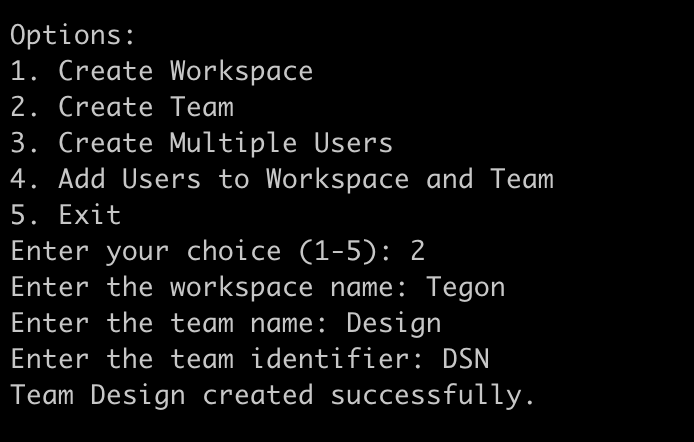 Options:
1. Create Workspace
2. Create Team
3. Create Multiple Users
4. Add Users to Workspace and Team
5. Exit
Enter your choice (1-5): 2
Enter the workspace name: Tegon
Enter the team name: Design
Enter the team identifier: DSN
Team Design created successfully.